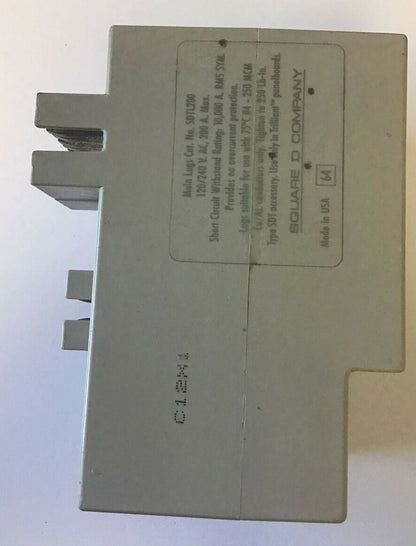 Main Lugs Cat. No. SDTL200
120/240 V. AC, 200 A. Max.
Short Circuit Withstand Rating: 10,000 A. RMS SYM.
Provides no overcurrent protection.
Lugs suitable for use with 75°C #4 - 250 MCM
Cu/AL conductors only. Tighten to 250 Lb-in.
Type SDT accessory. Use only in Trilliant™ panelboards.
SQUARE D COMPANY
Made in USA 64